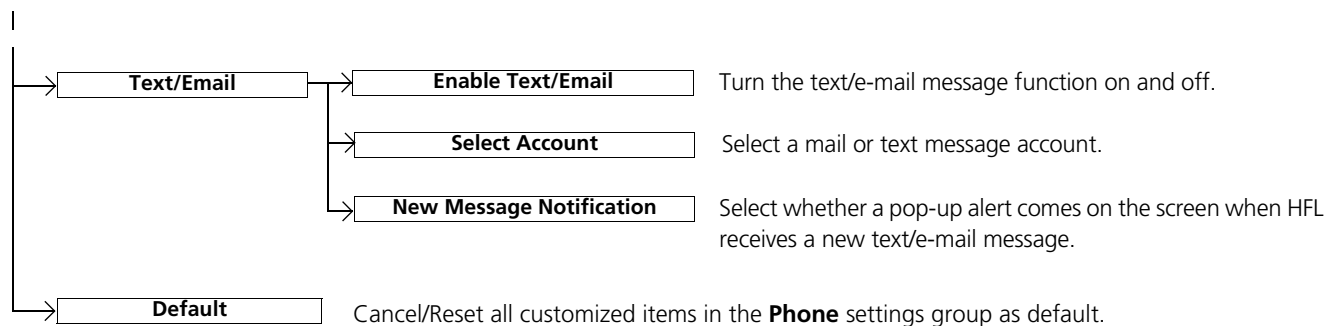 Text/Email
Enable Text/Email
Turn the text/e-mail message function on and off.
Select Account
Select a mail or text message account.
New Message Notification
Select whether a pop-up alert comes on the screen when HFL
receives a new text/e-mail message.
Default
Cancel/Reset all customized items in the Phone settings group as default.